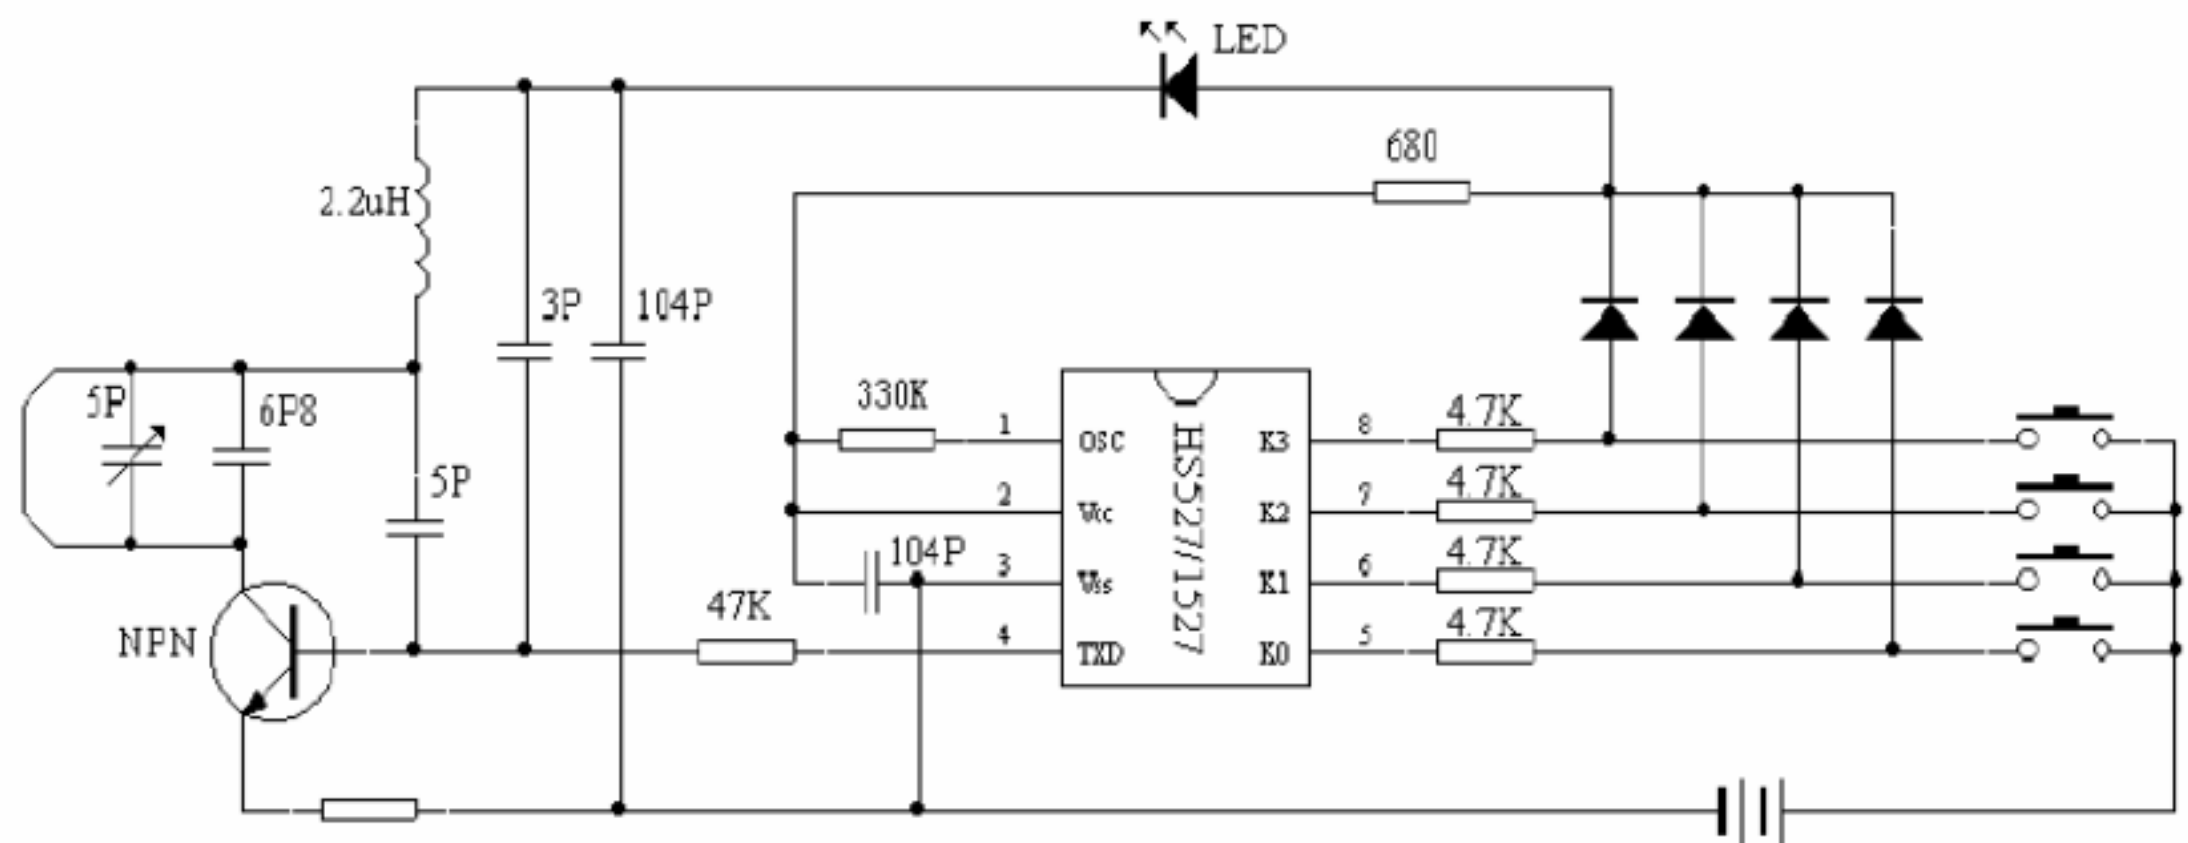 LED
680
2.2uH
3P
104P
5P
6P8
330K
1
OSC
K3
8
4.7K
5P
2
Vcc
K2
7
4.7K
104P
3
Vss
K1
6
4.7K
NPN
47K
4
TXD
K0
5
4.7K
HS527/1527